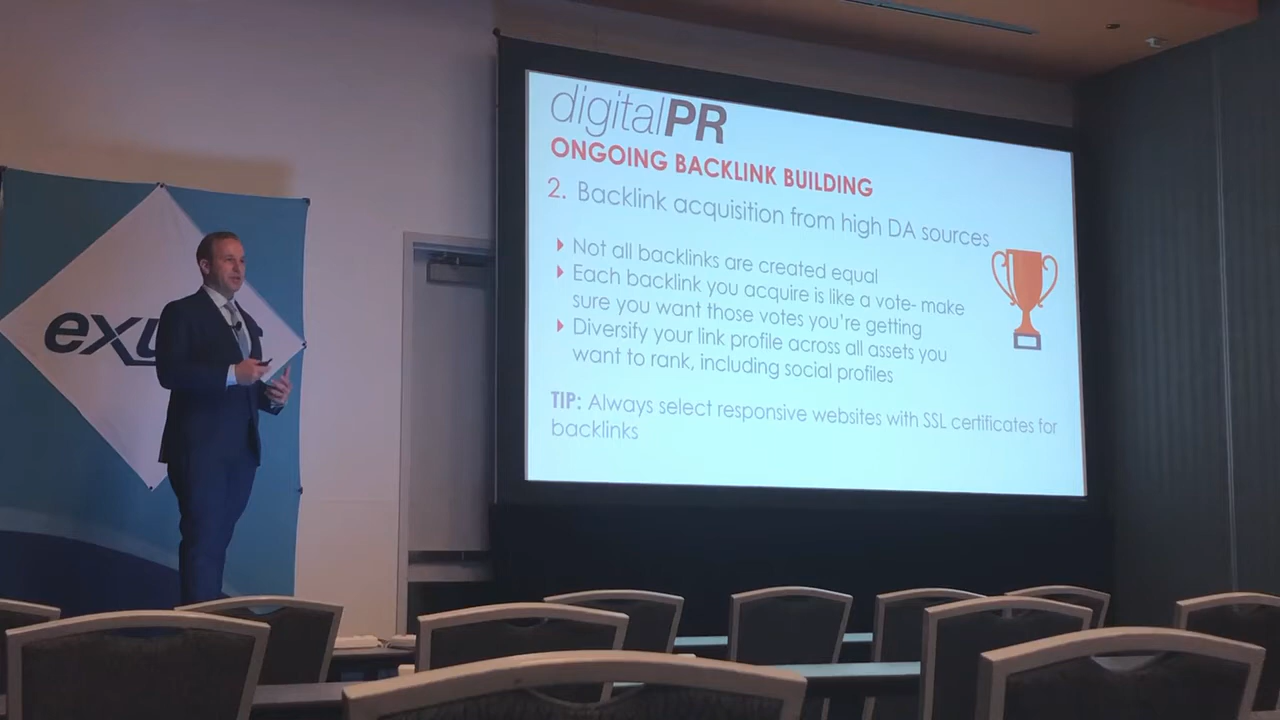 digitalPR
ONGOING BACKLINK BUILDING
2. Backlink acquisition from high DA sources
Not all backlinks are created equal
Each backlink you acquire is like a vote- make
sure you want those votes you're getting
Diversify your link profile across all assets you
want to rank, including social profiles
TIP: Always select responsive websites with SSL certificates for
backlinks